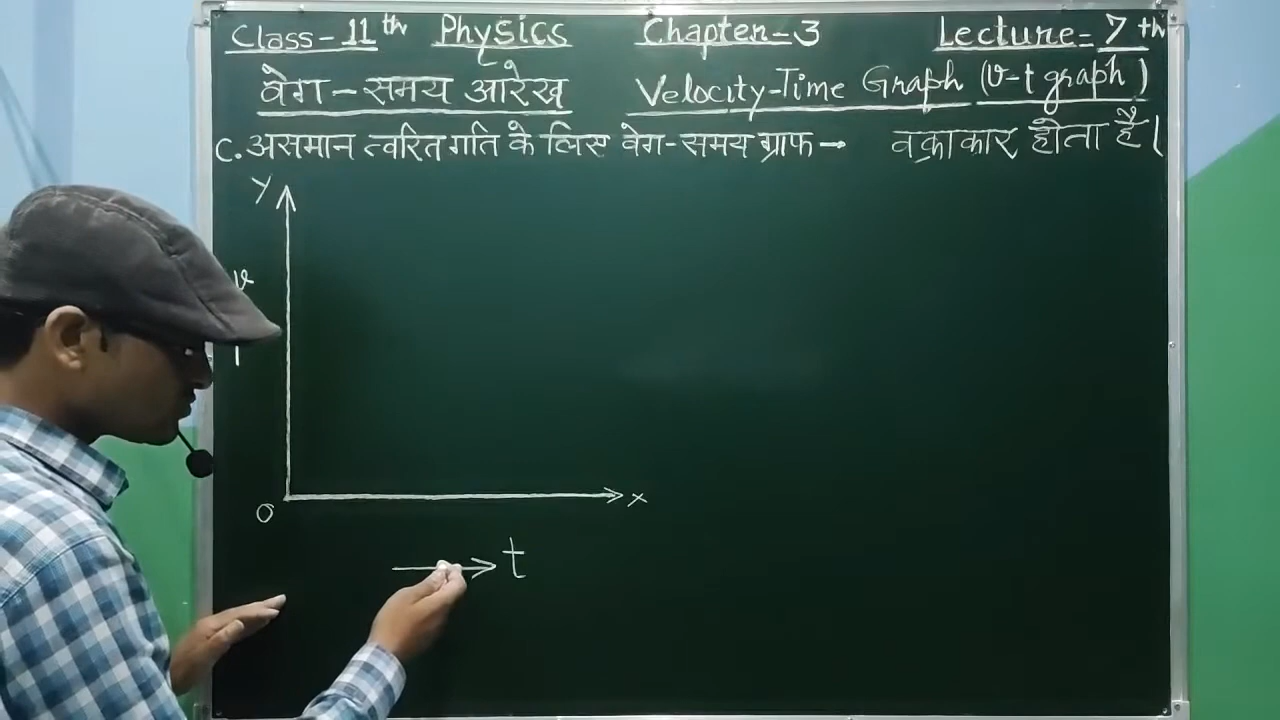 Class-11th Physics Chapter-3 Lecture-7th
वेग-समय आरेख Velocity-Time Graph (v-t graph)
C. असमान त्वरित गति के लिए वेग-समय ग्राफ→ वक्राकार होता है।
Y
v
O
X
t